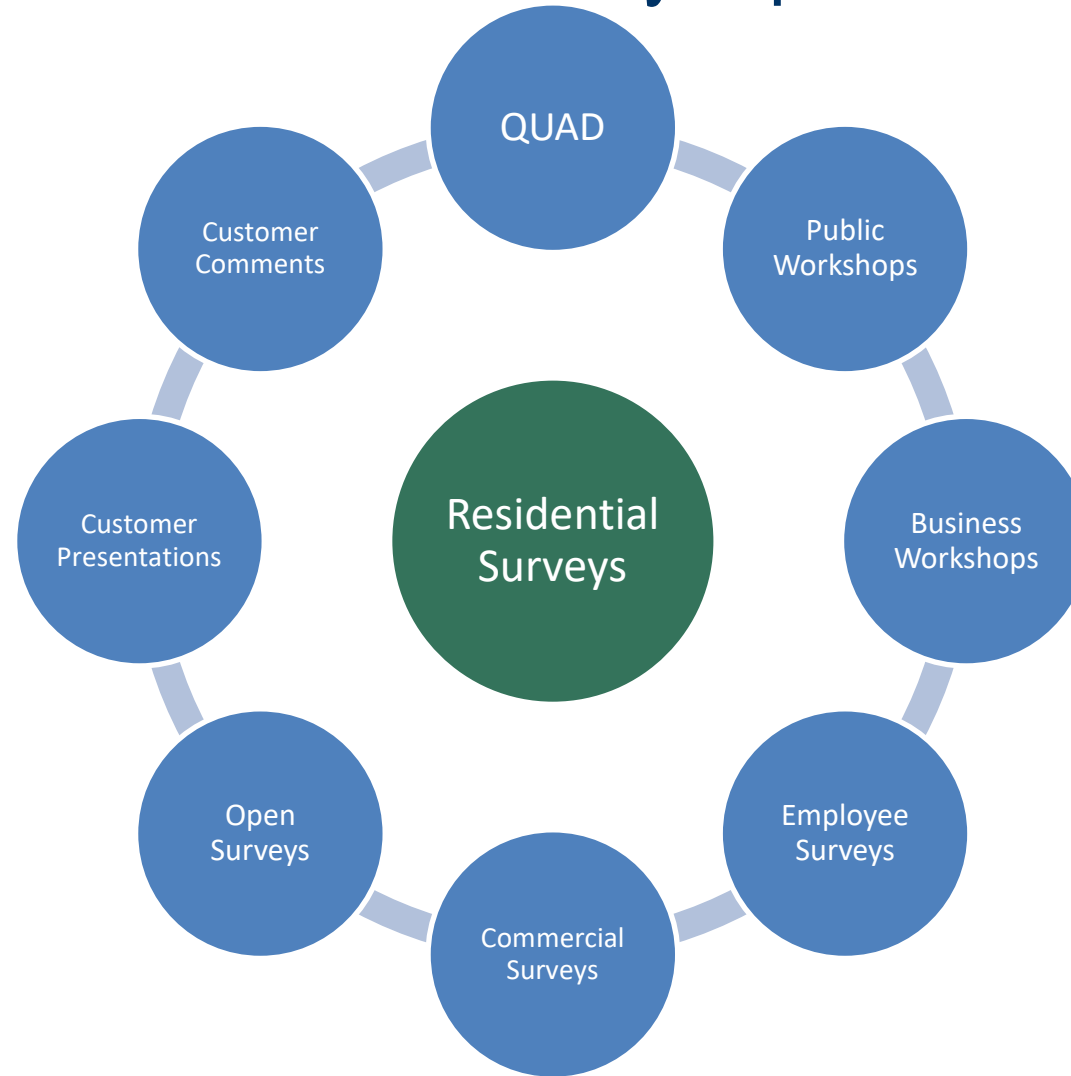 QUAD
Public
Workshops
Customer
Comments
Residential
Surveys
Business
Workshops
Customer
Presentations
Open
Surveys
Employee
Surveys
Commercial
Surveys